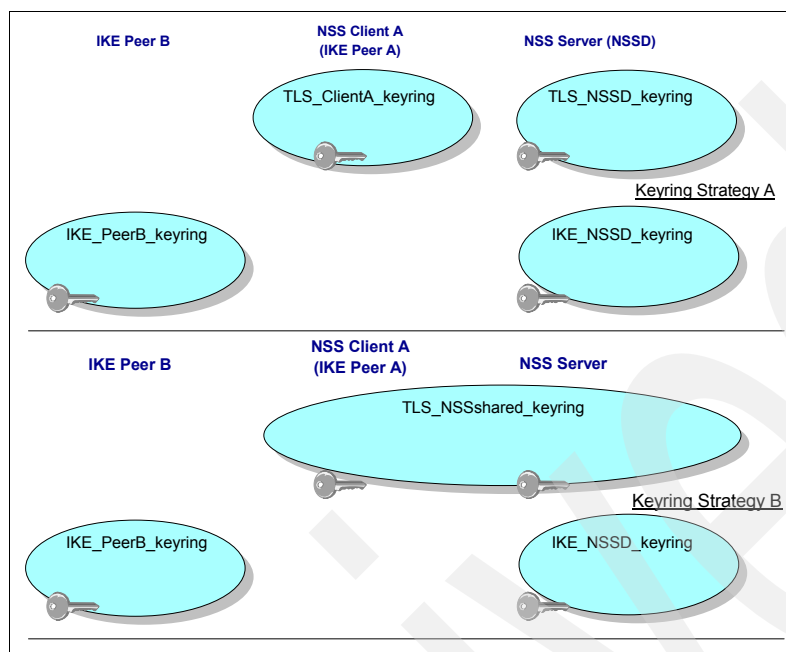 IKE Peer B
NSS Client A
(IKE Peer A)
NSS Server (NSSD)
TLS_ClientA_keyring
TLS_NSSD_keyring
Keyring Strategy A
IKE_PeerB_keyring
IKE_NSSD_keyring
IKE Peer B
NSS Client A
(IKE Peer A)
NSS Server
TLS_NSSshared_keyring
Keyring Strategy B
IKE_PeerB_keyring
IKE_NSSD_keyring